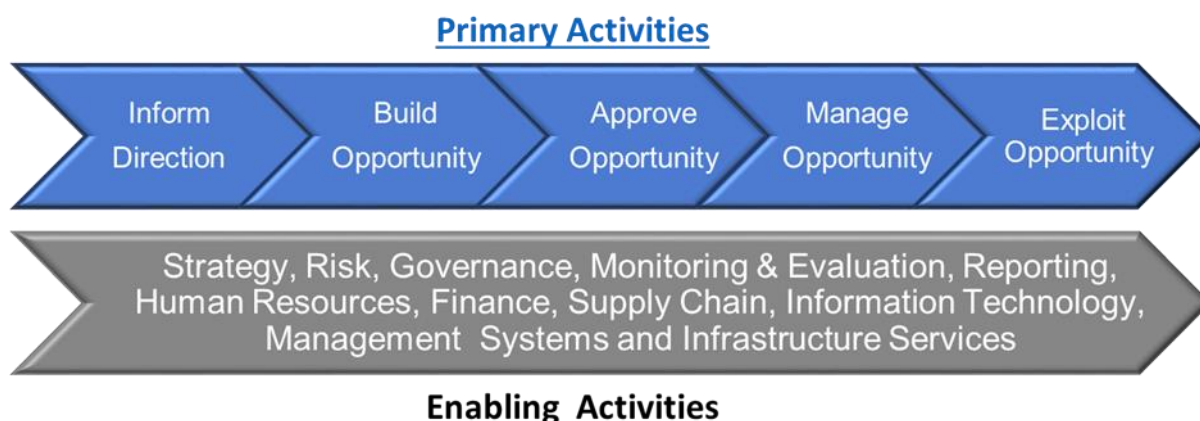 Primary Activities
Inform
Direction
Build
Opportunity
Approve
Opportunity
Manage
Opportunity
Exploit
Opportunity
Strategy, Risk, Governance, Monitoring & Evaluation, Reporting,
Human Resources, Finance, Supply Chain, Information Technology,
Management  Systems and Infrastructure Services
Enabling  Activities